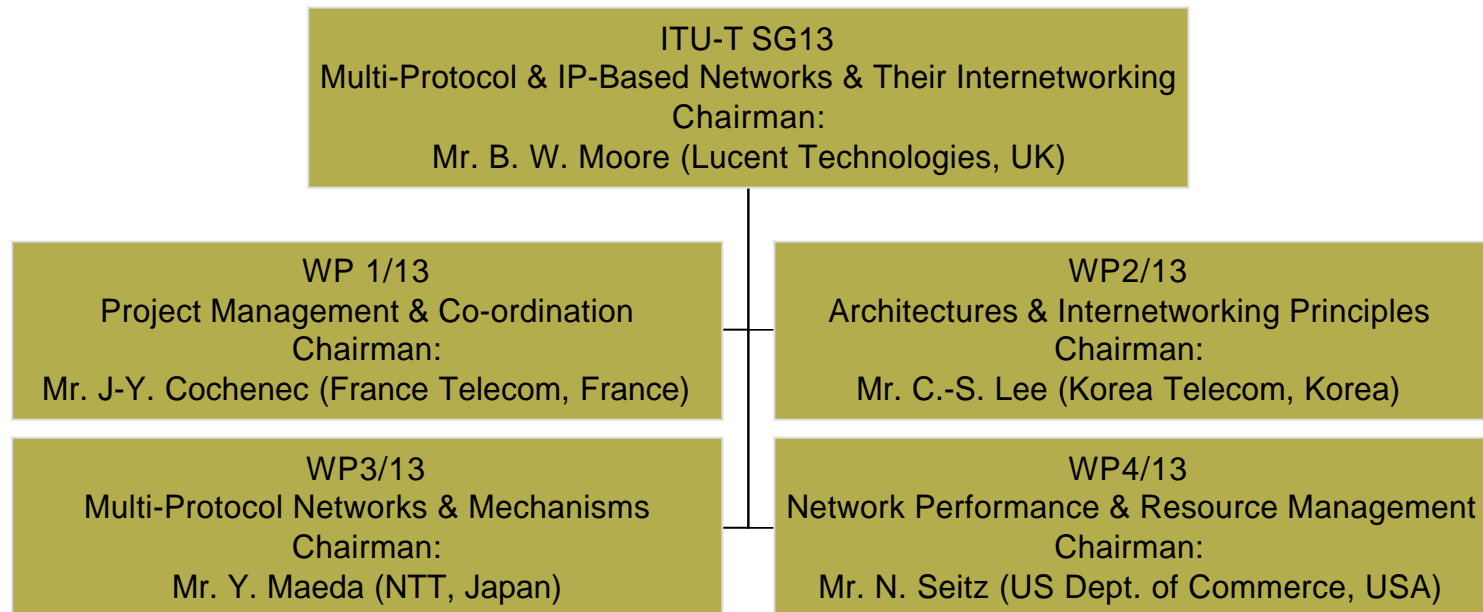 ITU-T SG13
Multi-Protocol & IP-Based Networks & Their Internetworking
Chairman:
Mr. B. W. Moore (Lucent Technologies, UK)
WP 1/13
Project Management & Co-ordination
Chairman:
Mr. J-Y. Cochenec (France Telecom, France)
WP2/13
Architectures & Internetworking Principles
Chairman:
Mr. C.-S. Lee (Korea Telecom, Korea)
WP3/13
Multi-Protocol Networks & Mechanisms
Chairman:
Mr. Y. Maeda (NTT, Japan)
WP4/13
Network Performance & Resource Management
Chairman:
Mr. N. Seitz (US Dept. of Commerce, USA)